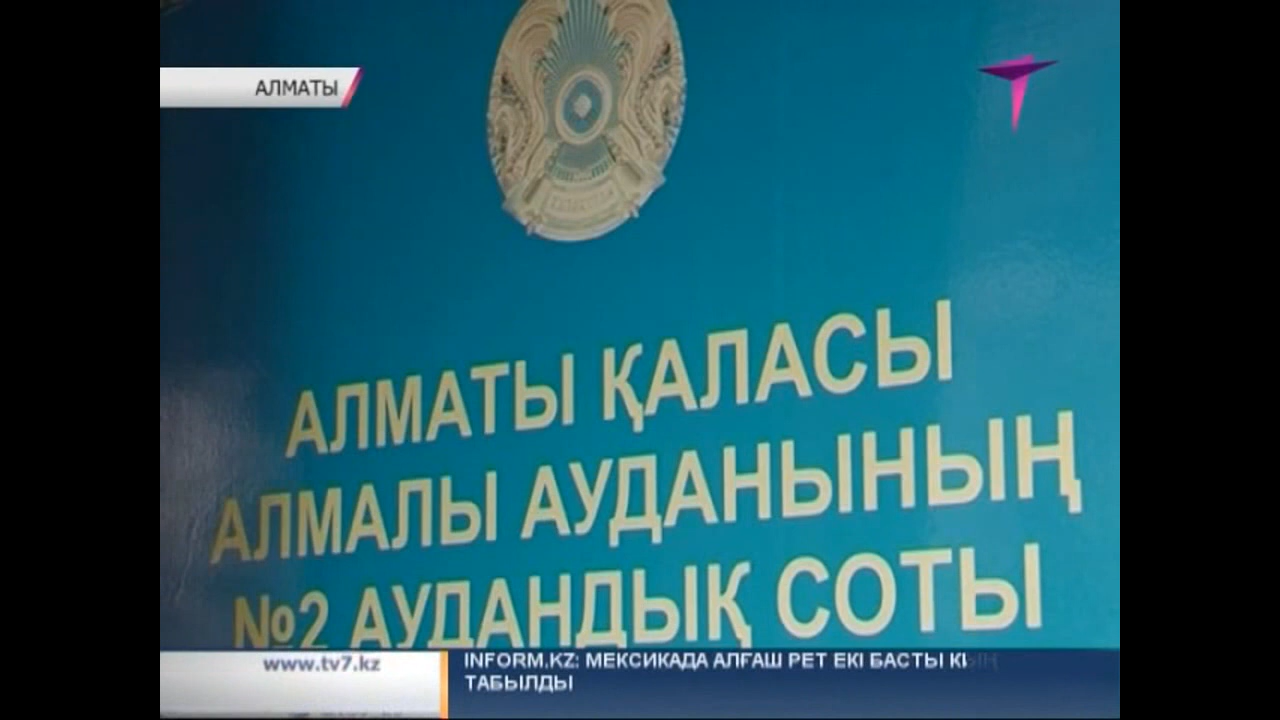 АЛМАТЫ
АЛМАТЫ ҚАЛАСЫ
АЛМАЛЫ АУДАНЫНЫҢ
№2 АУДАНДЫҚ СОТЫ
www.tv7.kz
INFORM.KZ: МЕКСИКАДА АЛҒАШ РЕТ ЕКІ БАСТЫ
ТАБЫЛДЫ